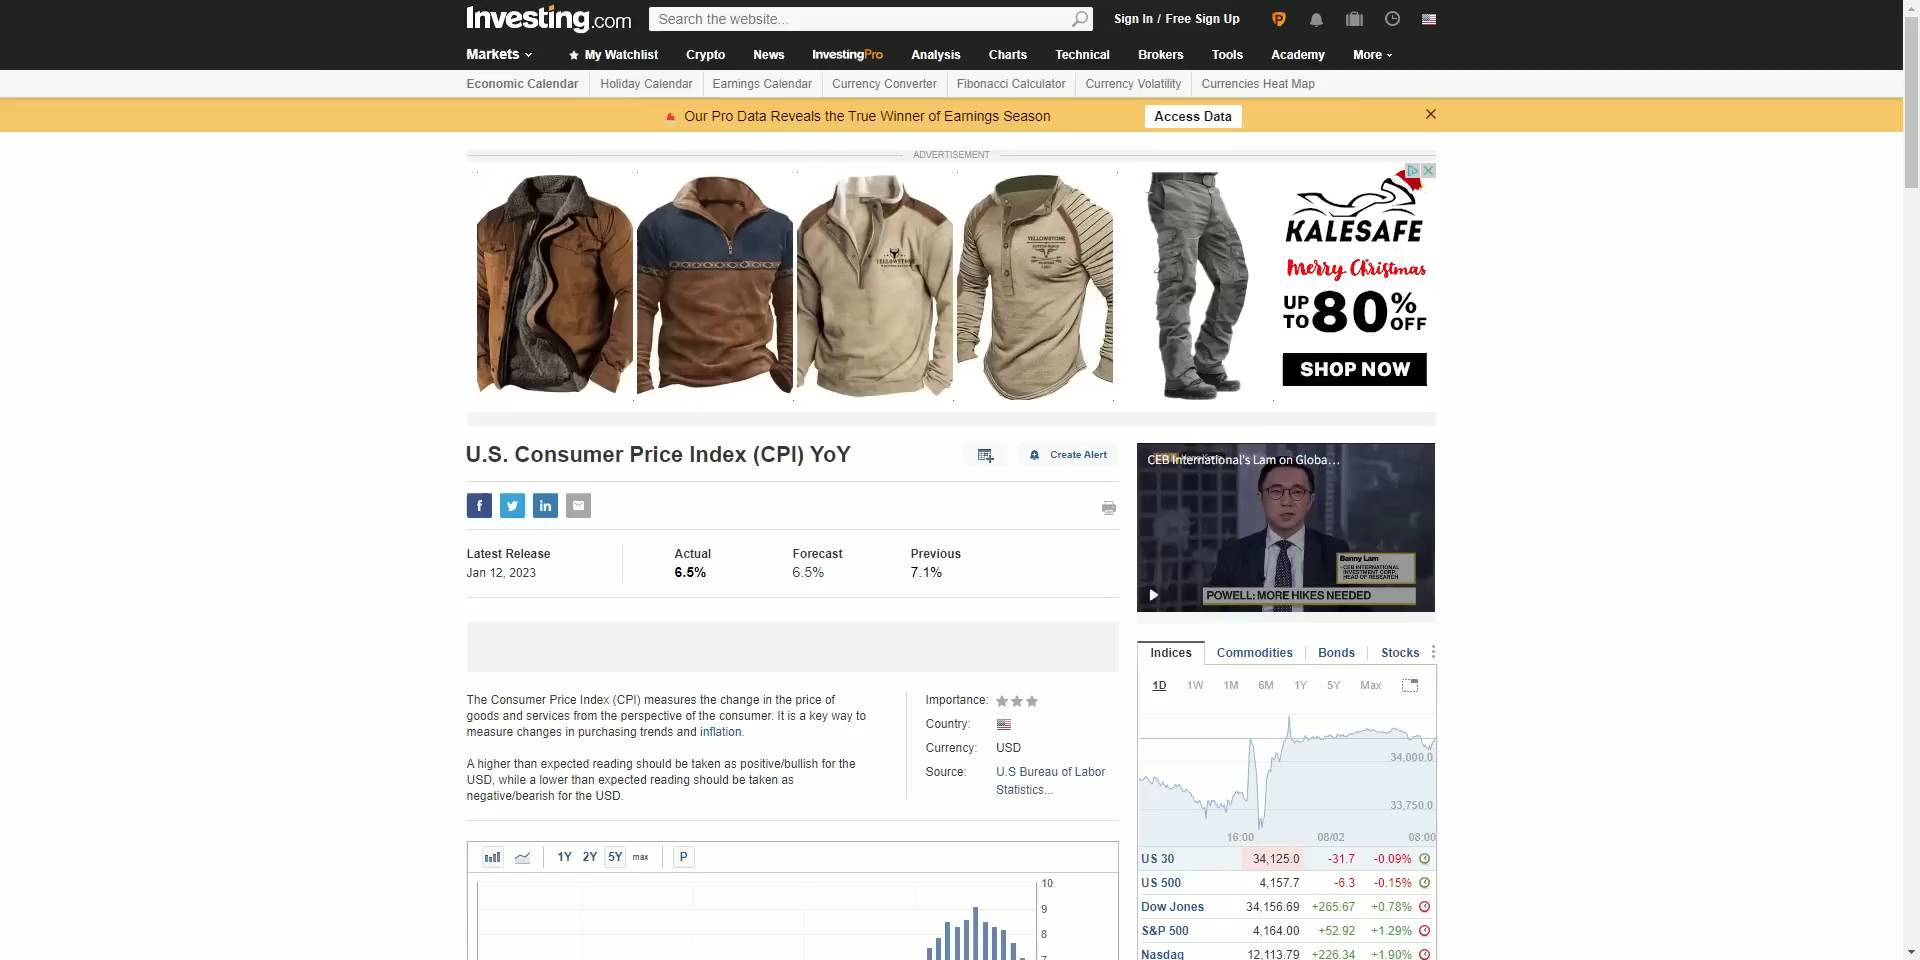 Investing.com
Search the website...
Sign In / Free Sign Up
Markets
My Watchlist
Crypto
News
InvestingPro
Analysis
Charts
Technical
Brokers
Tools
Academy
More
Economic Calendar
Holiday Calendar
Earnings Calendar
Currency Converter
Fibonacci Calculator
Currency Volatility
Currencies Heat Map
Our Pro Data Reveals the True Winner of Earnings Season
Access Data
ADVERTISEMENT
YELLOWSTONE
YELLOWSTONE
KALESAFE
Merry Christmas
UP TO 80% OFF
SHOP NOW
U.S. Consumer Price Index (CPI) YoY
Create Alert
CEB International's Lam on Globa...
Banny Lam
CEB INTERNATIONAL
INVESTMENT CORP.
HEAD OF RESEARCH
POWELL: MORE HIKES NEEDED
Latest Release
Jan 12, 2023
Actual
6.5%
Forecast
6.5%
Previous
7.1%
The Consumer Price Index (CPI) measures the change in the price of
goods and services from the perspective of the consumer. It is a key way to
measure changes in purchasing trends and inflation.
A higher than expected reading should be taken as positive/bullish for the
USD, while a lower than expected reading should be taken as
negative/bearish for the USD.
Importance:
Country:
Currency: USD
Source: U.S Bureau of Labor
Statistics...
1Y 2Y 5Y max P
10
9
8
7
Indices
Commodities
Bonds
Stocks
1D 1W 1M 6M 1Y 5Y Max
34,000.0
33,750.0
16:00 08/02 08:00
US 30 34,125.0 -31.7 -0.09%
US 500 4,157.7 -6.3 -0.15%
Dow Jones 34,156.69 +265.67 +0.78%
S&P 500 4,164.00 +52.92 +1.29%
Nasdaq 12,113.79 +226.34 +1.90%